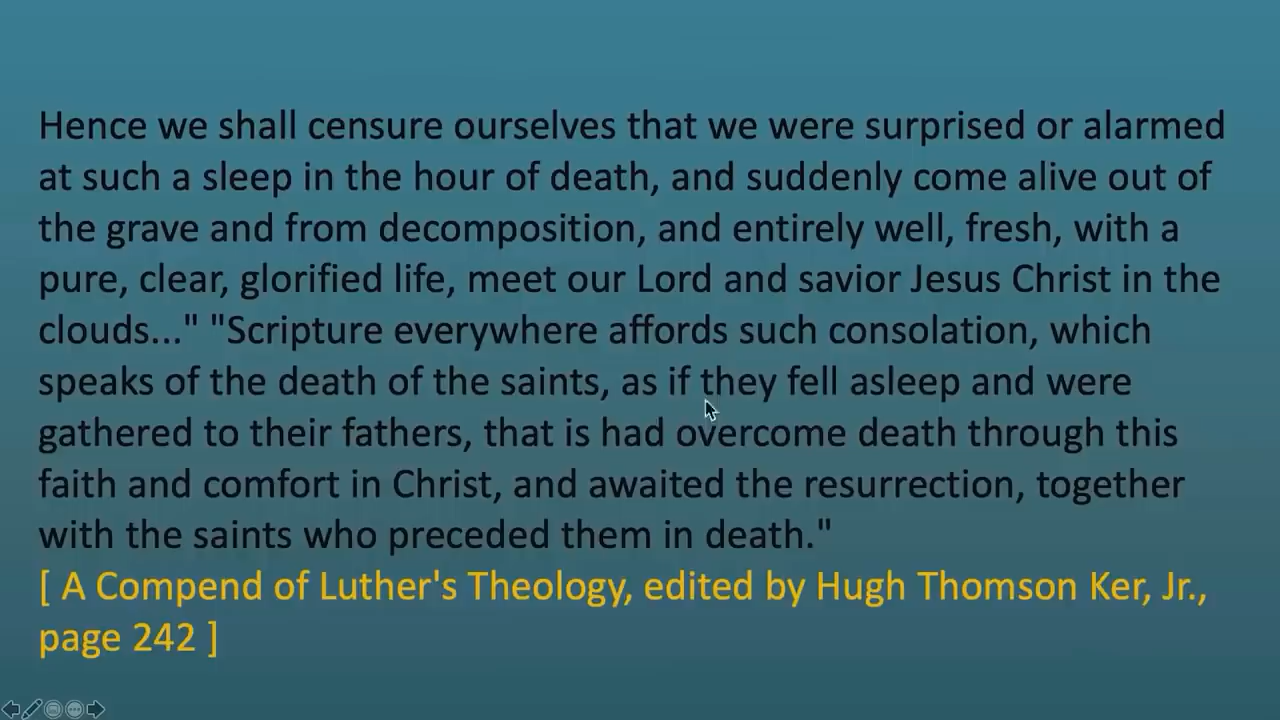 Hence we shall censure ourselves that we were surprised or alarmed
at such a sleep in the hour of death, and suddenly come alive out of
the grave and from decomposition, and entirely well, fresh, with a
pure, clear, glorified life, meet our Lord and savior Jesus Christ in the
clouds..." "Scripture everywhere affords such consolation, which
speaks of the death of the saints, as if they fell asleep and were
gathered to their fathers, that is had overcome death through this
faith and comfort in Christ, and awaited the resurrection, together
with the saints who preceded them in death."
[ A Compend of Luther's Theology, edited by Hugh Thomson Ker, Jr.,
page 242 ]